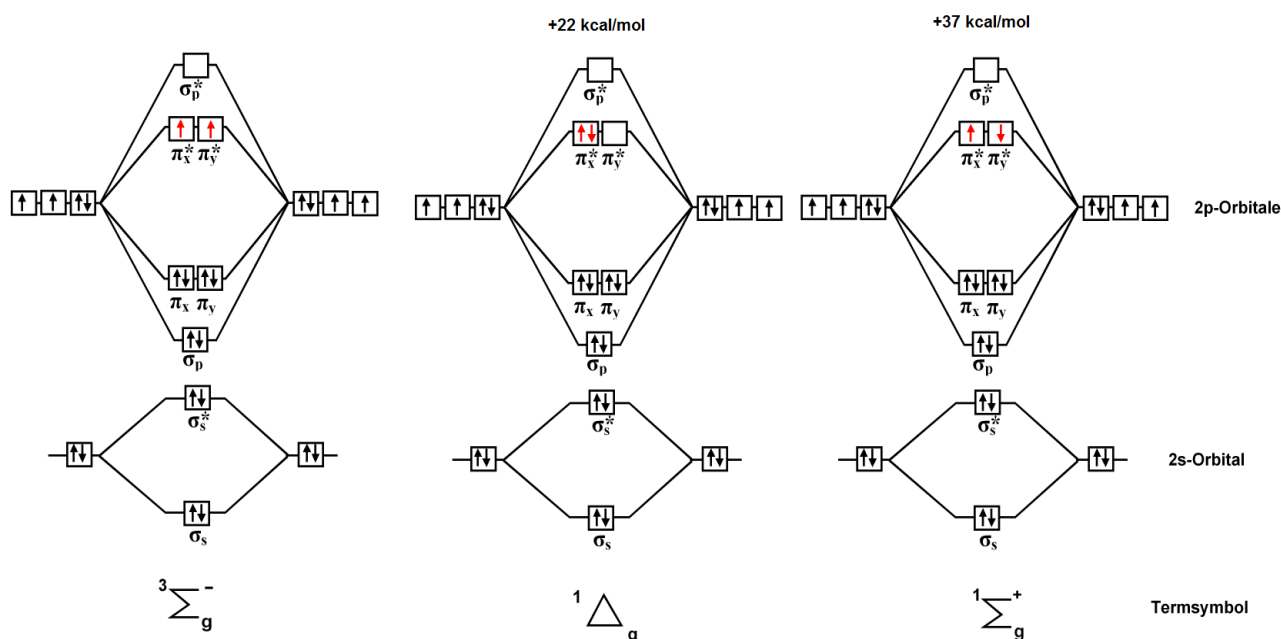 +22 kcal/mol
+37 kcal/mol
σp* σp* σp*
πx* πy* πx* πy* πx* πy*
2p-Orbitale
πx πy πx πy πx πy
σp σp σp
σs* σs* σs*
2s-Orbital
σs σs σs
3Σg− 1Δg 1Σg+ Termsymbol